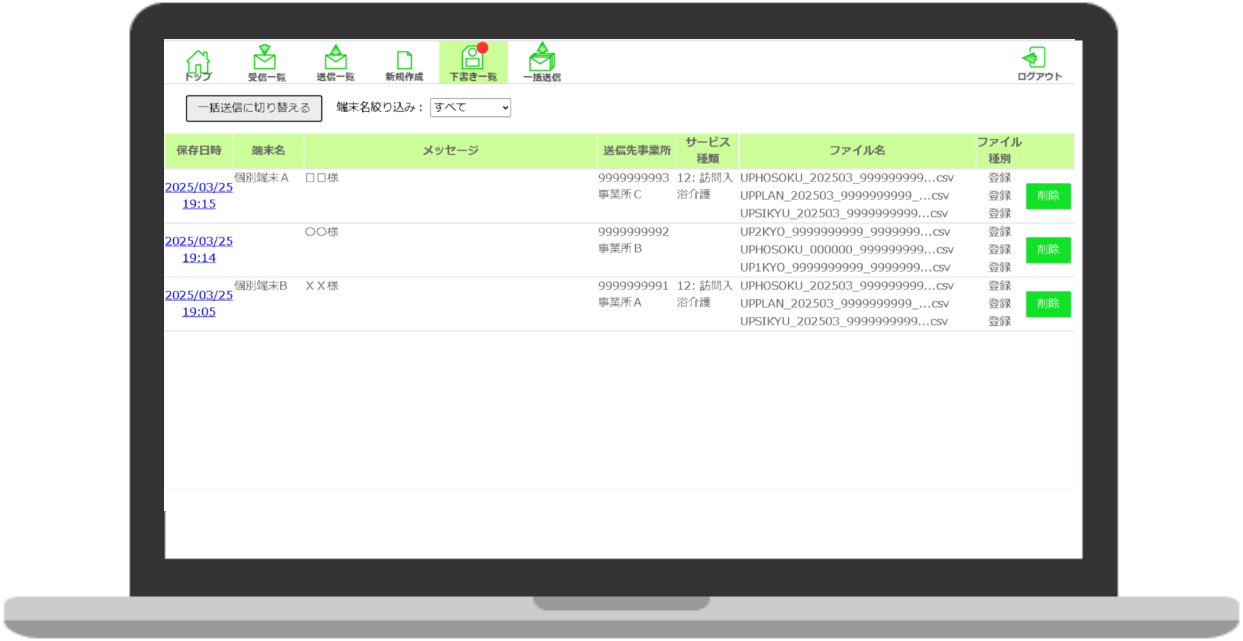 トップ
受信一覧
送信一覧
新規作成
下書き一覧
一括送信
ログアウト
一括送信に切り替える
端末名絞り込み：
すべて
保存日時 端末名 メッセージ 送信先事業所 サービス種類 ファイル名 ファイル種別
2025/03/25 19:15
個別端末A
□□様
9999999993
事業所C
12: 訪問入
浴介護
UPHOSOKU_202503_999999999...csv 登録
UPPLAN_202503_9999999999_...csv 登録
UPSIKYU_202503_9999999999...csv 登録
削除
2025/03/25 19:14
〇〇様
9999999992
事業所B
UP2KYO_9999999999_9999999...csv 登録
UPHOSOKU_000000_999999999...csv 登録
UP1KYO_9999999999_9999999...csv 登録
削除
2025/03/25 19:05
個別端末B
XX様
9999999991
事業所A
12: 訪問入
浴介護
UPHOSOKU_202503_999999999...csv 登録
UPPLAN_202503_9999999999_...csv 登録
UPSIKYU_202503_9999999999...csv 登録
削除